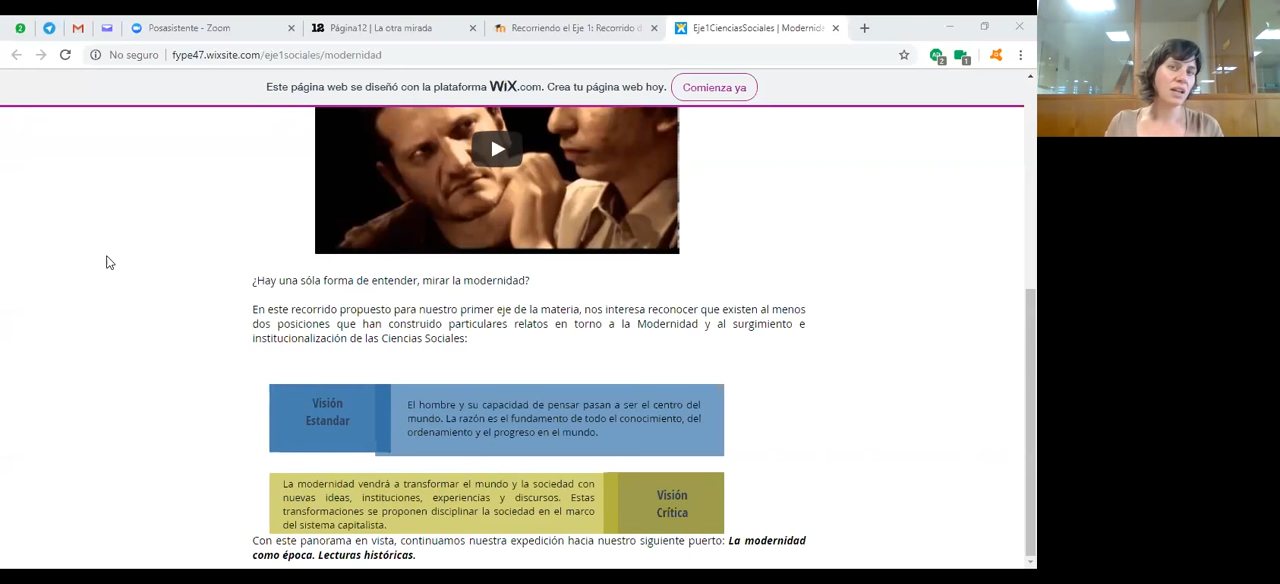 2
Posasistente - Zoom
12 Página12 | La otra mirada
Recorriendo el Eje 1: Recorrido d
Eje1CienciasSociales | Modernida
No seguro
fype47.wixsite.com/eje1sociales/modernidad
2
1
Este página web se diseñó con la plataforma WiX.com. Crea tu página web hoy.
Comienza ya
¿Hay una sóla forma de entender, mirar la modernidad?
En este recorrido propuesto para nuestro primer eje de la materia, nos interesa reconocer que existen al menos
dos posiciones que han construido particulares relatos en torno a la Modernidad y al surgimiento e
institucionalización de las Ciencias Sociales:
Visión
Estandar
El hombre y su capacidad de pensar pasan a ser el centro del
mundo. La razón es el fundamento de todo el conocimiento, del
ordenamiento y el progreso en el mundo.
La modernidad vendrá a transformar el mundo y la sociedad con
nuevas ideas, instituciones, experiencias y discursos. Estas
transformaciones se proponen disciplinar la sociedad en el marco
del sistema capitalista.
Visión
Crítica
Con este panorama en vista, continuamos nuestra expedición hacia nuestro siguiente puerto: La modernidad
como época. Lecturas históricas.